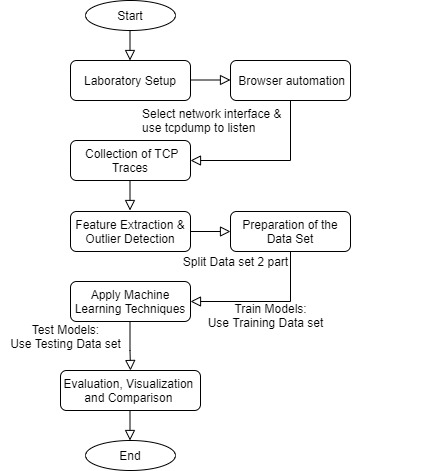 Start
Laboratory Setup
Browser automation
Select network interface &
use tcpdump to listen
Collection of TCP
Traces
Feature Extraction &
Outlier Detection
Preparation of the
Data Set
Split Data set 2 part
Apply Machine
Learning Techniques
Train Models:
Use Training Data set
Test Models:
Use Testing Data set
Evaluation, Visualization
and Comparison
End